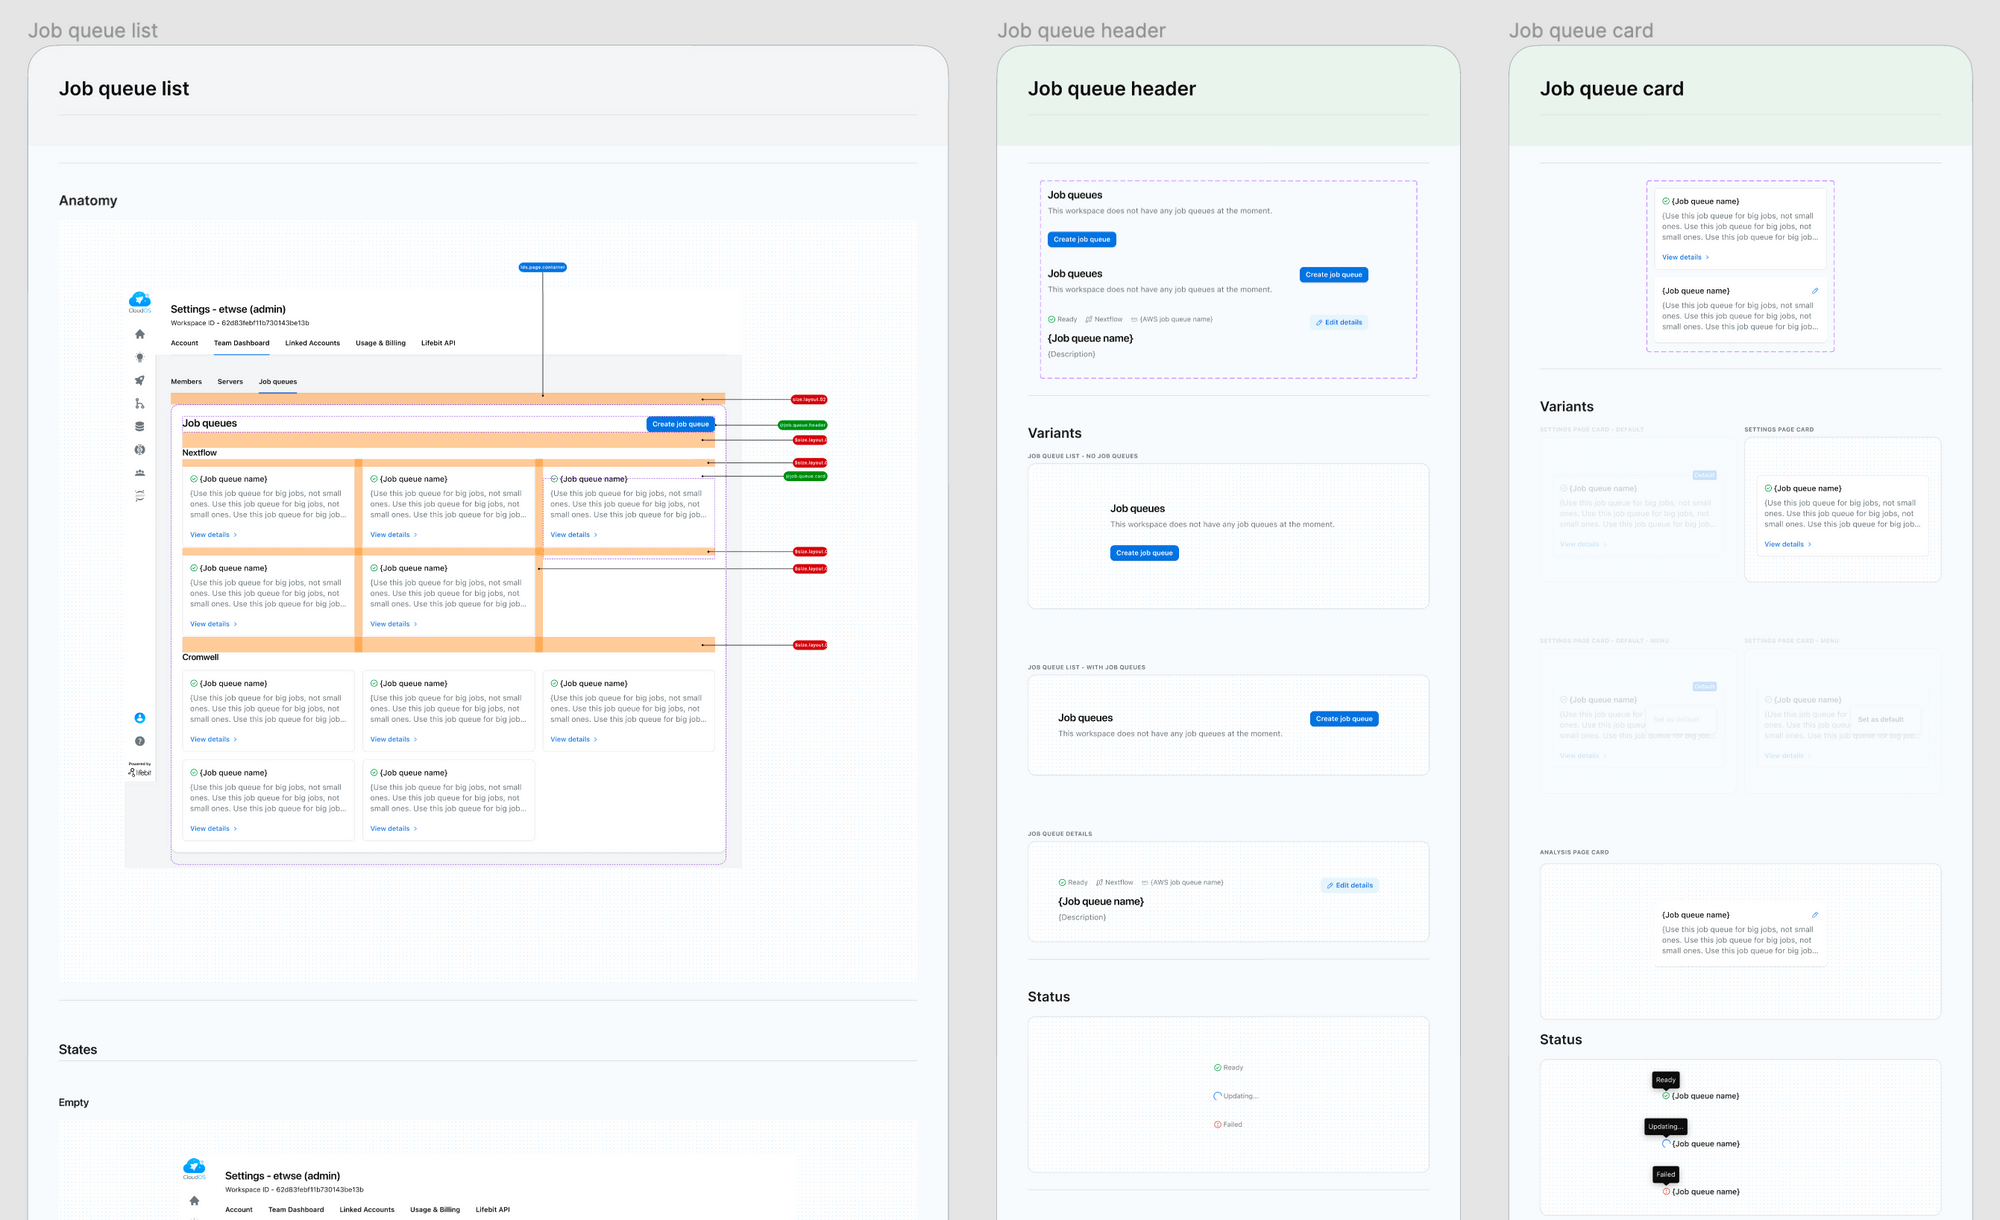 Job queue list
Job queue list
Anatomy
lds.page.container
CloudOS
Settings - etwse (admin)
Workspace ID - 62d83febf11b730143be13b
Account Team Dashboard Linked Accounts Usage & Billing Lifebit API
Members Servers Job queues
Job queues
Create job queue
Nextflow
{Job queue name}
{Use this job queue for big jobs, not small
ones. Use this job queue for big jobs, not
small ones. Use this job queue for big job...
View details
{Job queue name}
{Use this job queue for big jobs, not small
ones. Use this job queue for big jobs, not
small ones. Use this job queue for big job...
View details
{Job queue name}
{Use this job queue for big jobs, not small
ones. Use this job queue for big jobs, not
small ones. Use this job queue for big job...
View details
{Job queue name}
{Use this job queue for big jobs, not small
ones. Use this job queue for big jobs, not
small ones. Use this job queue for big job...
View details
{Job queue name}
{Use this job queue for big jobs, not small
ones. Use this job queue for big jobs, not
small ones. Use this job queue for big job...
View details
Cromwell
{Job queue name}
{Use this job queue for big jobs, not small
ones. Use this job queue for big jobs, not
small ones. Use this job queue for big job...
View details
{Job queue name}
{Use this job queue for big jobs, not small
ones. Use this job queue for big jobs, not
small ones. Use this job queue for big job...
View details
{Job queue name}
{Use this job queue for big jobs, not small
ones. Use this job queue for big jobs, not
small ones. Use this job queue for big job...
View details
{Job queue name}
{Use this job queue for big jobs, not small
ones. Use this job queue for big jobs, not
small ones. Use this job queue for big job...
View details
{Job queue name}
{Use this job queue for big jobs, not small
ones. Use this job queue for big jobs, not
small ones. Use this job queue for big job...
View details
Powered by
lifebit
States
Empty
CloudOS
Settings - etwse (admin)
Workspace ID - 62d83febf11b730143be13b
Account Team Dashboard Linked Accounts Usage & Billing Lifebit API
Job queue header
Job queue header
Job queues
This workspace does not have any job queues at the moment.
Create job queue
Job queues
Create job queue
This workspace does not have any job queues at the moment.
Ready Nextflow {AWS job queue name}
Edit details
{Job queue name}
{Description}
Variants
JOB QUEUE LIST - NO JOB QUEUES
Job queues
This workspace does not have any job queues at the moment.
Create job queue
JOB QUEUE LIST - WITH JOB QUEUES
Job queues
Create job queue
This workspace does not have any job queues at the moment.
JOB QUEUE DETAILS
Ready Nextflow {AWS job queue name}
Edit details
{Job queue name}
{Description}
Status
Ready
Updating...
Failed
Job queue card
Job queue card
{Job queue name}
{Use this job queue for big jobs, not small
ones. Use this job queue for big jobs, not
small ones. Use this job queue for big job...
View details
{Job queue name}
{Use this job queue for big jobs, not small
ones. Use this job queue for big jobs, not
small ones. Use this job queue for big job...
Variants
SETTINGS PAGE CARD - DEFAULT
Default
{Job queue name}
{Use this job queue for big jobs, not small
ones. Use this job queue for big jobs, not
small ones. Use this job queue for big job...
View details
SETTINGS PAGE CARD
{Job queue name}
{Use this job queue for big jobs, not small
ones. Use this job queue for big jobs, not
small ones. Use this job queue for big job...
View details
SETTINGS PAGE CARD - DEFAULT - MENU
Default
{Job queue name}
{Use this job queue for big
ones. Use this job queue
Set as default
small ones. Use this job queue for big job...
View details
SETTINGS PAGE CARD - MENU
{Job queue name}
{Use this job queue for big
ones. Use this job queue
Set as default
small ones. Use this job queue for big job...
View details
ANALYSIS PAGE CARD
{Job queue name}
{Use this job queue for big jobs, not small
ones. Use this job queue for big jobs, not
small ones. Use this job queue for big job...
Status
Ready
{Job queue name}
Updating...
{Job queue name}
Failed
{Job queue name}